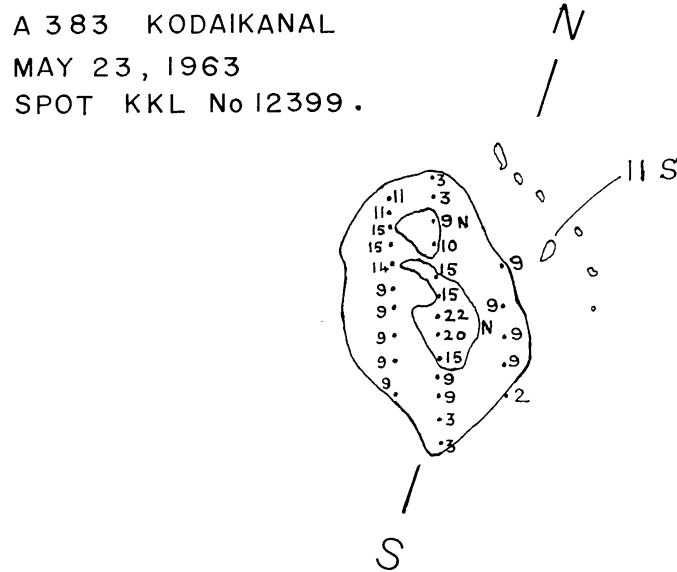 A 383 KODAIKANAL
MAY 23, 1963
SPOT KKL No 12399.
N
11 S
3
11 3
11
15 9 N
15 10
14 15 9
9 15
9 22 9
20 N 9
9 15
9 9 9
9 9 2
3
3
S